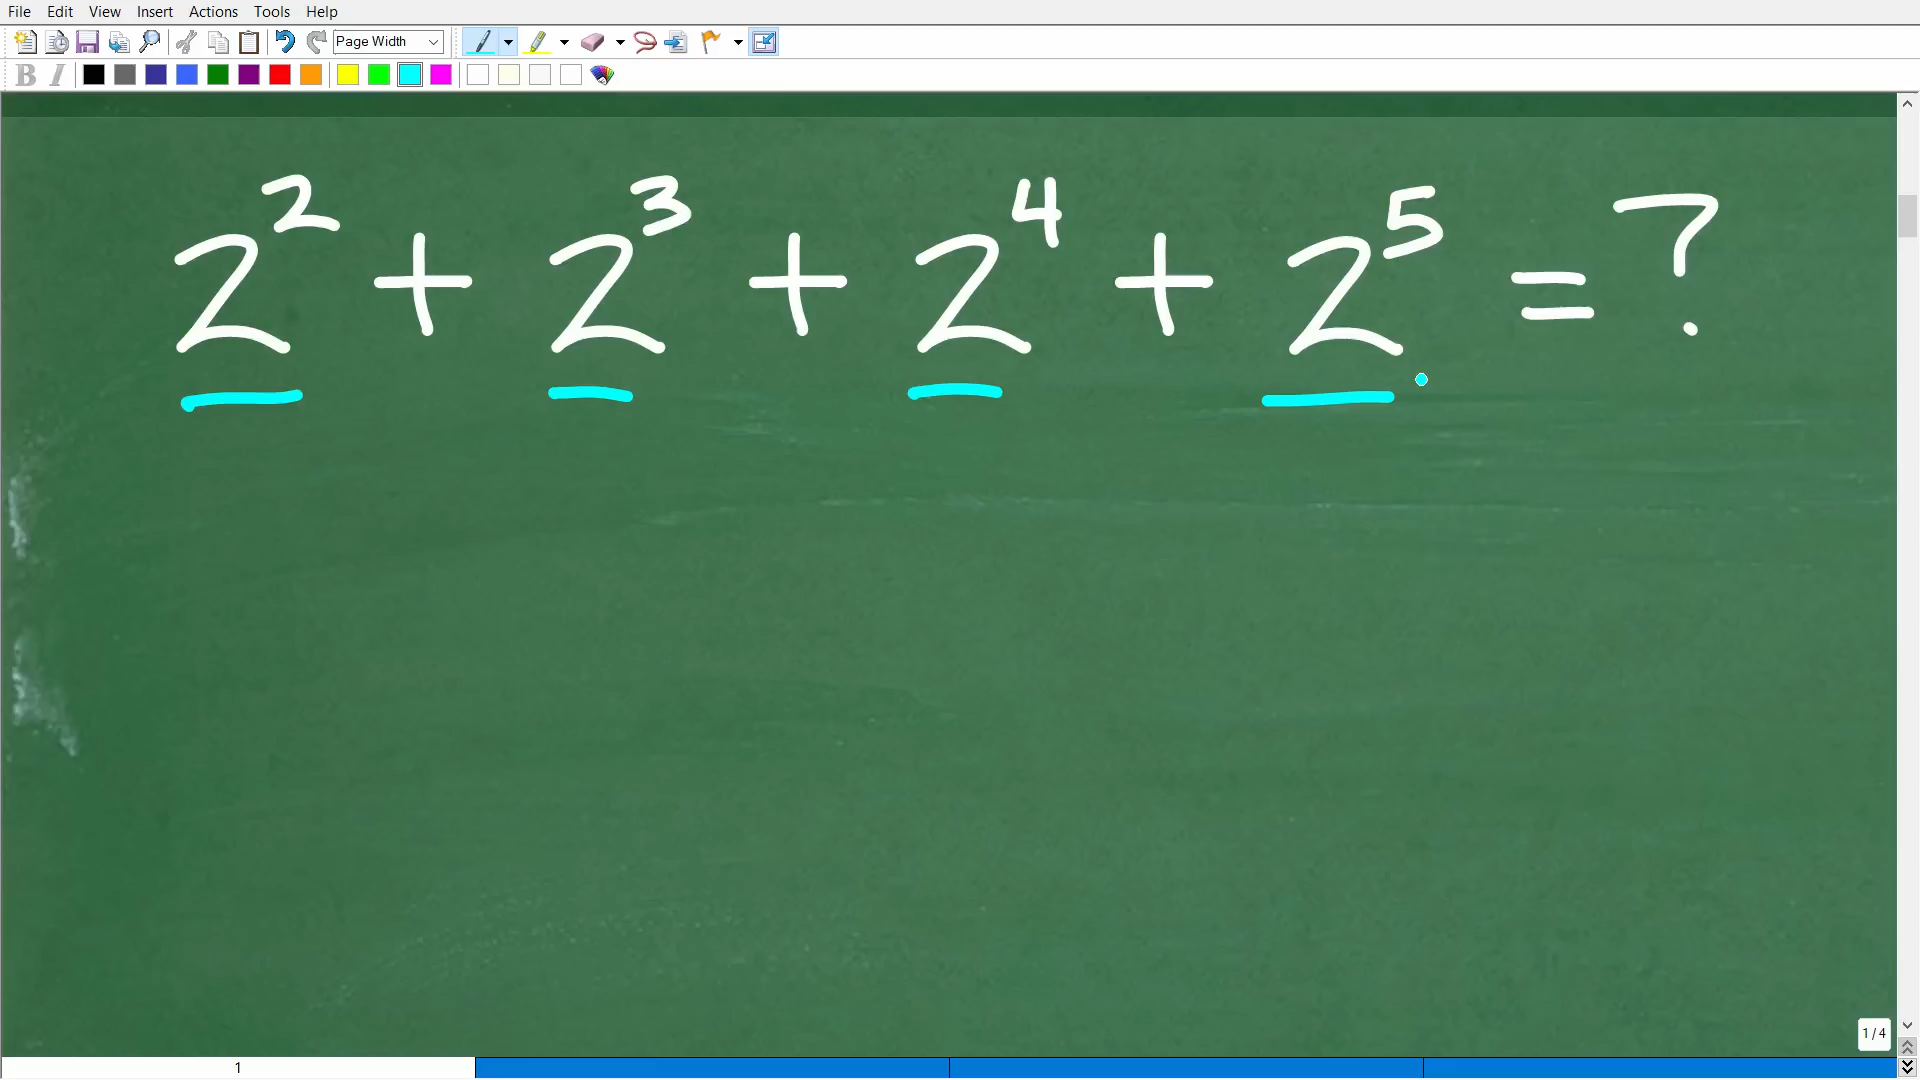 File Edit View Insert Actions Tools Help
Page Width
B I
2² + 2³ + 2⁴ + 2⁵ = ?
1 / 4
1